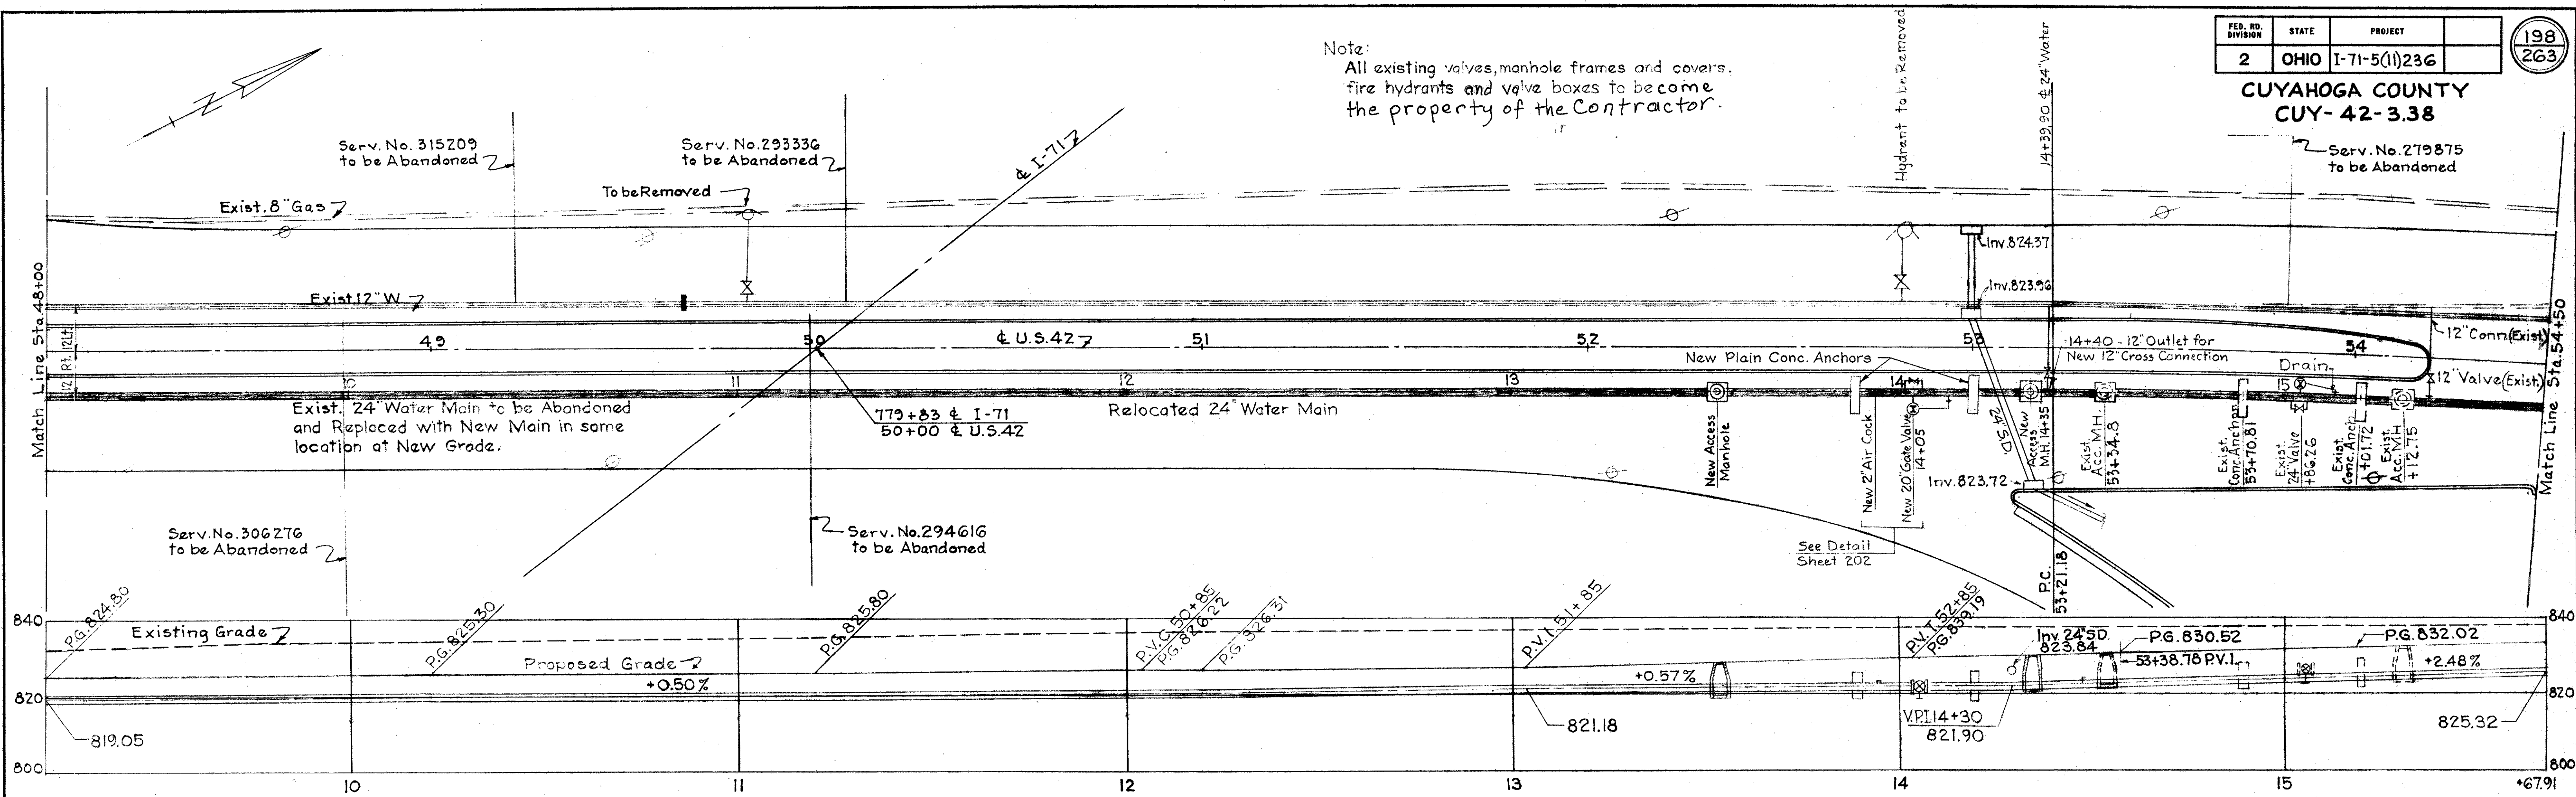 FED. RD. DIVISION STATE PROJECT
2 OHIO I-71-5(11)236
198
263
CUYAHOGA COUNTY
CUY-42-3.38
Note:
All existing valves, manhole frames and covers,
fire hydrants and valve boxes to become
the property of the Contractor.
N
Serv. No. 315209
to be Abandoned
Serv. No. 293336
to be Abandoned
To be Removed
Exist. 8" Gas
℄ I-71
Hydrant to be Removed
14+39.90 ℄ 24" Water
Serv. No. 279875
to be Abandoned
Inv. 824.37
Inv. 823.96
Match Line Sta. 48+00
Exist. 12" W
12' Rt. 12' Lt.
49
50
℄ U.S. 42
51
52
53
54
14+40 - 12" Outlet for
New 12" Cross Connection
12" Conn. (Exist.)
12" Valve (Exist.)
Match Line Sta. 54+50
New Plain Conc. Anchors
Drain
10
11
12
13
14
15
Exist. 24" Water Main to be Abandoned
and Replaced with New Main in same
location at New Grade.
779+83 ℄ I-71
50+00 ℄ U.S. 42
Relocated 24" Water Main
New Access
Manhole
New 2" Air Cock
New 20" Gate Valve
14+05
24" S.D.
New
Access
M.H. 14+35
Exist.
Acc. M.H.
53+34.8
Exist.
Conc. Anchor
53+70.81
Exist.
24" Valve
+86.26
Exist.
Conc. Anch.
+01.72
Exist.
Acc. M.H.
+12.75
Inv. 823.72
See Detail
Sheet 202
Serv. No. 306276
to be Abandoned
Serv. No. 294616
to be Abandoned
P.C.
53+21.18
840
820
800
P.G. 824.80
Existing Grade
P.G. 825.30
Proposed Grade
+0.50%
P.G. 825.80
P.V.C. 50+85
P.G. 826.22
P.G. 826.31
P.V.I. 51+85
+0.57%
P.V.T. 52+85
P.G. 839.19
Inv. 24" S.D.
823.84
P.G. 830.52
53+38.78 P.V.I.
P.G. 832.02
+2.48%
840
820
800
819.05
821.18
V.P.I. 14+30
821.90
825.32
10
11
12
13
14
15
+67.91